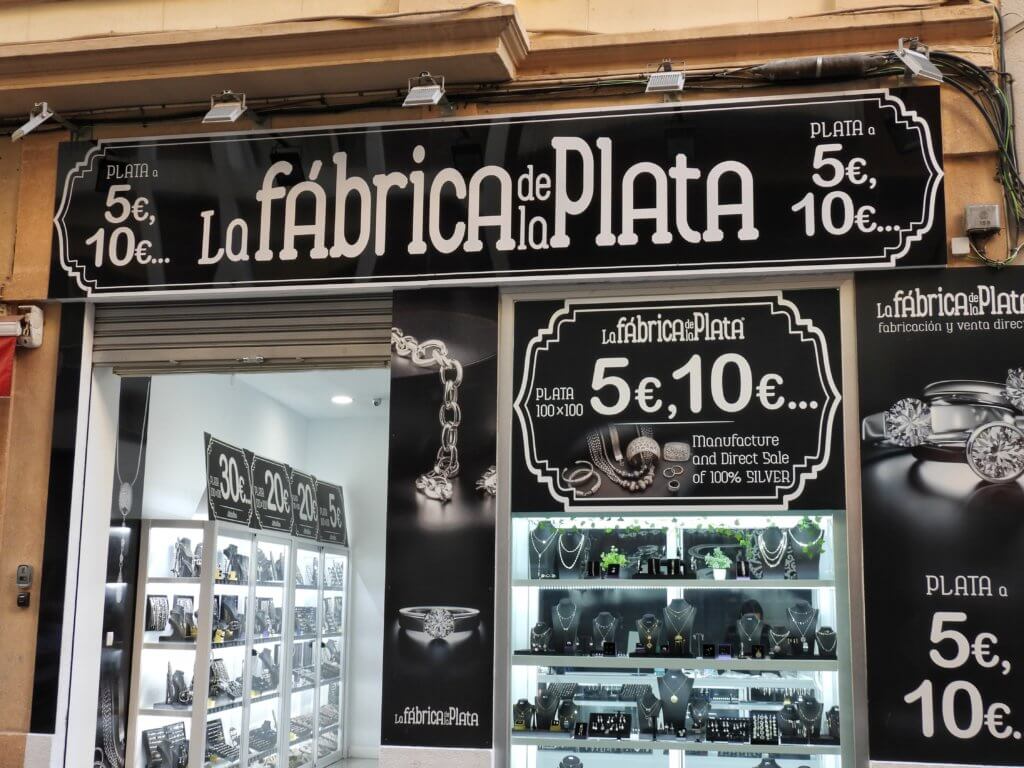 PLATA a
5€,
10€...
La fábrica de la Plata
PLATA a
5€,
10€...
La fábrica de la Plata
PLATA
100x100
5€, 10€...
Manufacture
and Direct Sale
of 100% SILVER
La fábrica de la Plata
fabricación y venta direc
30€...
20€
20€
5€
La fábrica de la Plata
PLATA a
5€,
10€...